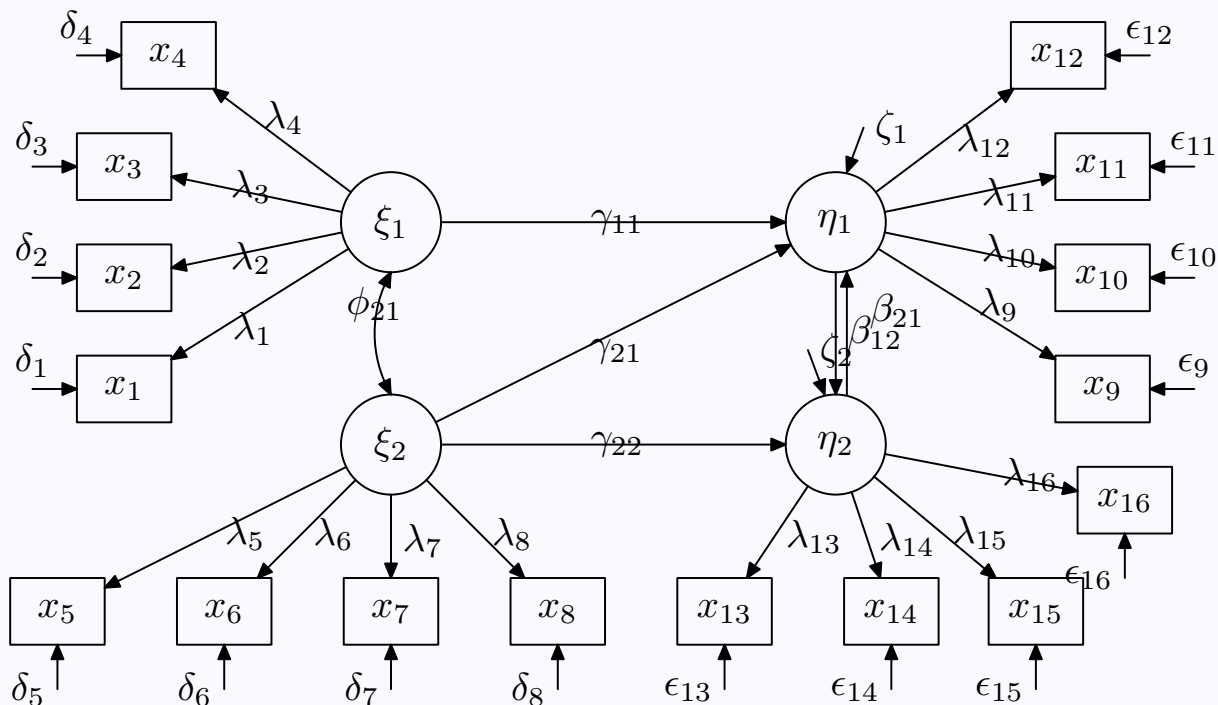 δ₄ x₄ x₁₂ ϵ₁₂
λ₄ ζ₁ λ₁₂
δ₃ x₃ λ₃ x₁₁ ϵ₁₁
ξ₁ γ₁₁ η₁ λ₁₁
δ₂ x₂ λ₂ λ₁₀ x₁₀ ϵ₁₀
ϕ₂₁ β₂₁ λ₉
λ₁ β₁₂
δ₁ x₁ γ₂₁ ζ₂ x₉ ϵ₉
ξ₂ γ₂₂ η₂
λ₁₆ x₁₆
λ₅ λ₆ λ₇ λ₈ λ₁₃ λ₁₄ λ₁₅
ϵ₁₆
x₅ x₆ x₇ x₈ x₁₃ x₁₄ x₁₅
δ₅ δ₆ δ₇ δ₈ ϵ₁₃ ϵ₁₄ ϵ₁₅